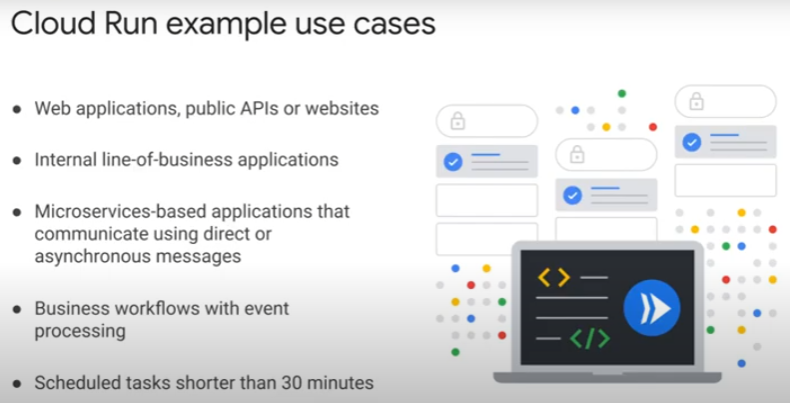 Cloud Run example use cases
● Web applications, public APIs or websites
● Internal line-of-business applications
● Microservices-based applications that
communicate using direct or
asynchronous messages
● Business workflows with event
processing
● Scheduled tasks shorter than 30 minutes